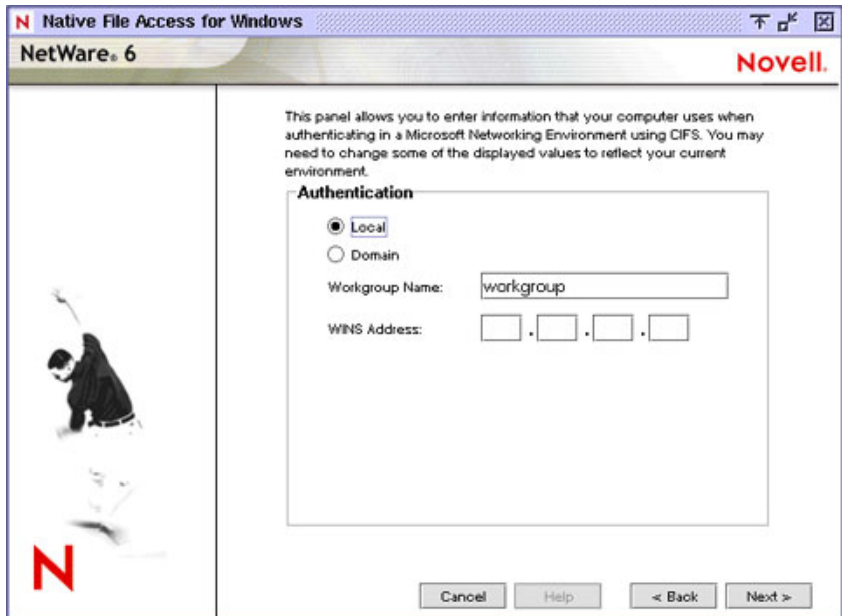 N Native File Access for Windows
NetWare® 6
Novell.
This panel allows you to enter information that your computer uses when
authenticating in a Microsoft Networking Environment using CIFS. You may
need to change some of the displayed values to reflect your current
environment.
Authentication
Local
Domain
Workgroup Name: workgroup
WINS Address: . . .
N
Cancel Help < Back Next >